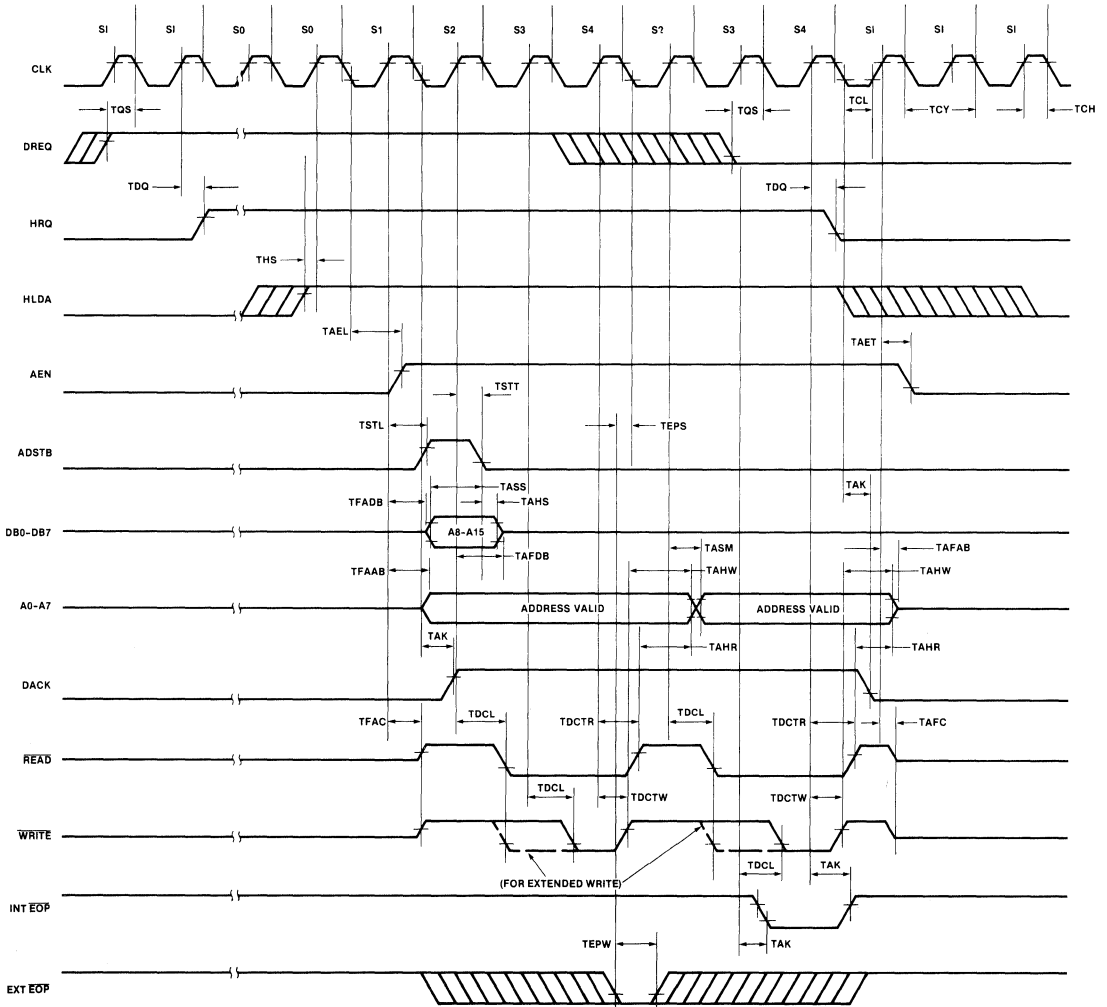 SI SI S0 S0 S1 S2 S3 S4 S? S3 S4 Si SI SI
CLK
TQS TQS TCL TCY TCH
DREQ
TDQ TDQ
HRQ
THS
HLDA
TAEL TAET
AEN
TSTT
TSTL TEPS
ADSTB
TASS TAK
TFADB TAHS
DB0-DB7 A8-A15
TASM TAFAB
TAFDB
TFAAB TAHW TAHW
A0-A7 ADDRESS VALID ADDRESS VALID
TAK TAHR TAHR
DACK
TFAC TDCL TDCTR TDCL TDCTR TAFC
READ
TDCL TDCTW TDCTW
WRITE
TDCL TAK
(FOR EXTENDED WRITE)
INT EOP
TEPW TAK
EXT EOP